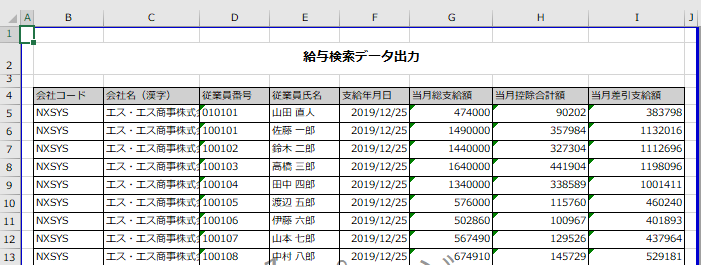 A B C D E F G H I J
1
2 給与検索データ出力
3
4 会社コード 会社名（漢字） 従業員番号 従業員氏名 支給年月日 当月総支給額 当月控除合計額 当月差引支給額
5 NXSYS エス・エス商事株式会 010101 山田 直人 2019/12/25 474000 90202 383798
6 NXSYS エス・エス商事株式会 100101 佐藤 一郎 2019/12/25 1490000 357984 1132016
7 NXSYS エス・エス商事株式会 100102 鈴木 二郎 2019/12/25 1440000 327304 1112696
8 NXSYS エス・エス商事株式会 100103 高橋 三郎 2019/12/25 1640000 441904 1198096
9 NXSYS エス・エス商事株式会 100104 田中 四郎 2019/12/25 1340000 338589 1001411
10 NXSYS エス・エス商事株式会 100105 渡辺 五郎 2019/12/25 576000 115760 460240
11 NXSYS エス・エス商事株式会 100106 伊藤 六郎 2019/12/25 502860 100967 401893
12 NXSYS エス・エス商事株式会 100107 山本 七郎 2019/12/25 567490 129526 437964
13 NXSYS エス・エス商事株式会 100108 中村 八郎 2019/12/25 674910 145729 529181